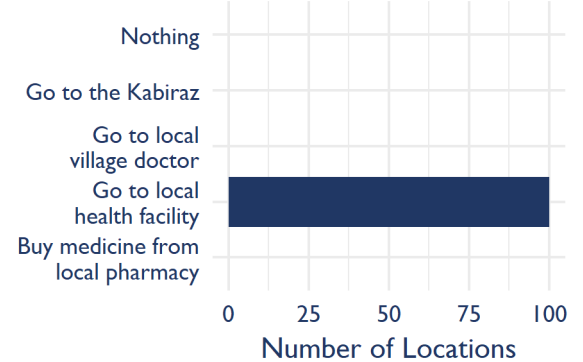 Nothing
Go to the Kabiraz
Go to local
village doctor
Go to local
health facility
Buy medicine from
local pharmacy
0 25 50 75 100
Number of Locations